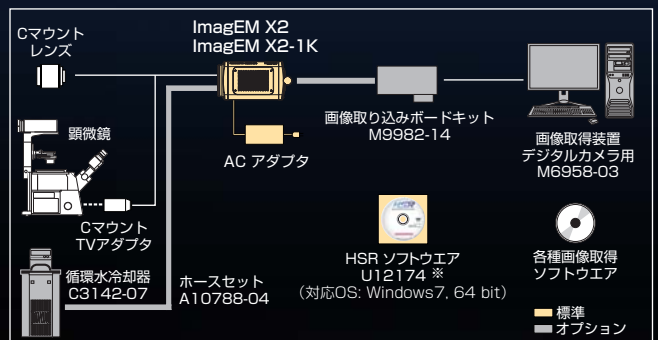 Cマウント
レンズ
ImagEM X2
ImagEM X2-1K
顕微鏡
Cマウント
TVアダプタ
AC アダプタ
画像取り込みボードキット
M9982-14
画像取得装置
デジタルカメラ用
M6958-03
循環水冷却器
C3142-07
ホースセット
A10788-04
HSR ソフトウエア
U12174 ※
(対応OS: Windows7, 64 bit)
各種画像取得
ソフトウエア
標準
オプション